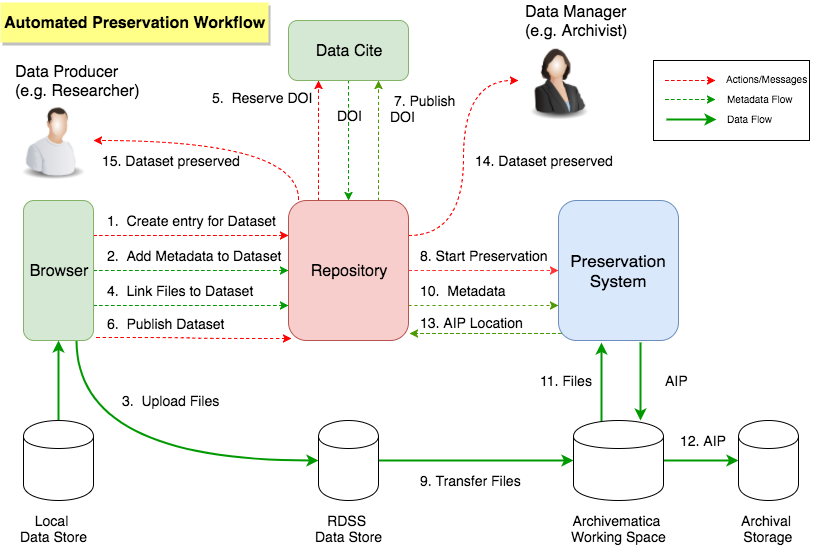 Automated Preservation Workflow
Data Manager
(e.g. Archivist)
Data Cite
Data Producer
(e.g. Researcher)
Actions/Messages
Metadata Flow
Data Flow
5.  Reserve DOI
DOI
7. Publish
DOI
15. Dataset preserved
14. Dataset preserved
Browser
1.  Create entry for Dataset
2.  Add Metadata to Dataset
4.  Link Files to Dataset
6.  Publish Dataset
Repository
8. Start Preservation
10.  Metadata
13. AIP Location
Preservation
System
3.  Upload Files
11. Files
AIP
9. Transfer Files
12. AIP
Local
Data Store
RDSS
Data Store
Archivematica
Working Space
Archival
Storage